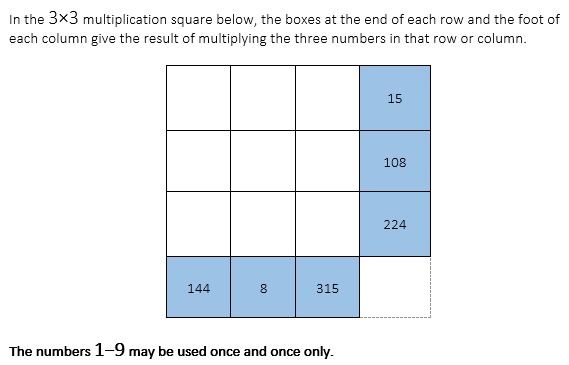 In the 3×3 multiplication square below, the boxes at the end of each row and the foot of
each column give the result of multiplying the three numbers in that row or column.
15
108
224
144 8 315
The numbers 1–9 may be used once and once only.